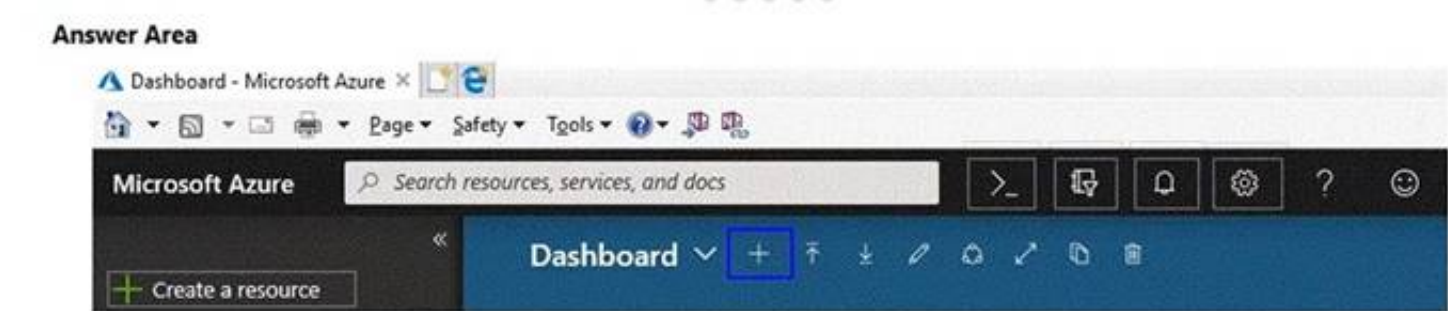 Answer Area
Dashboard - Microsoft Azure ×
Page Safety Tools
Microsoft Azure Search resources, services, and docs >_ ?
Dashboard
Create a resource